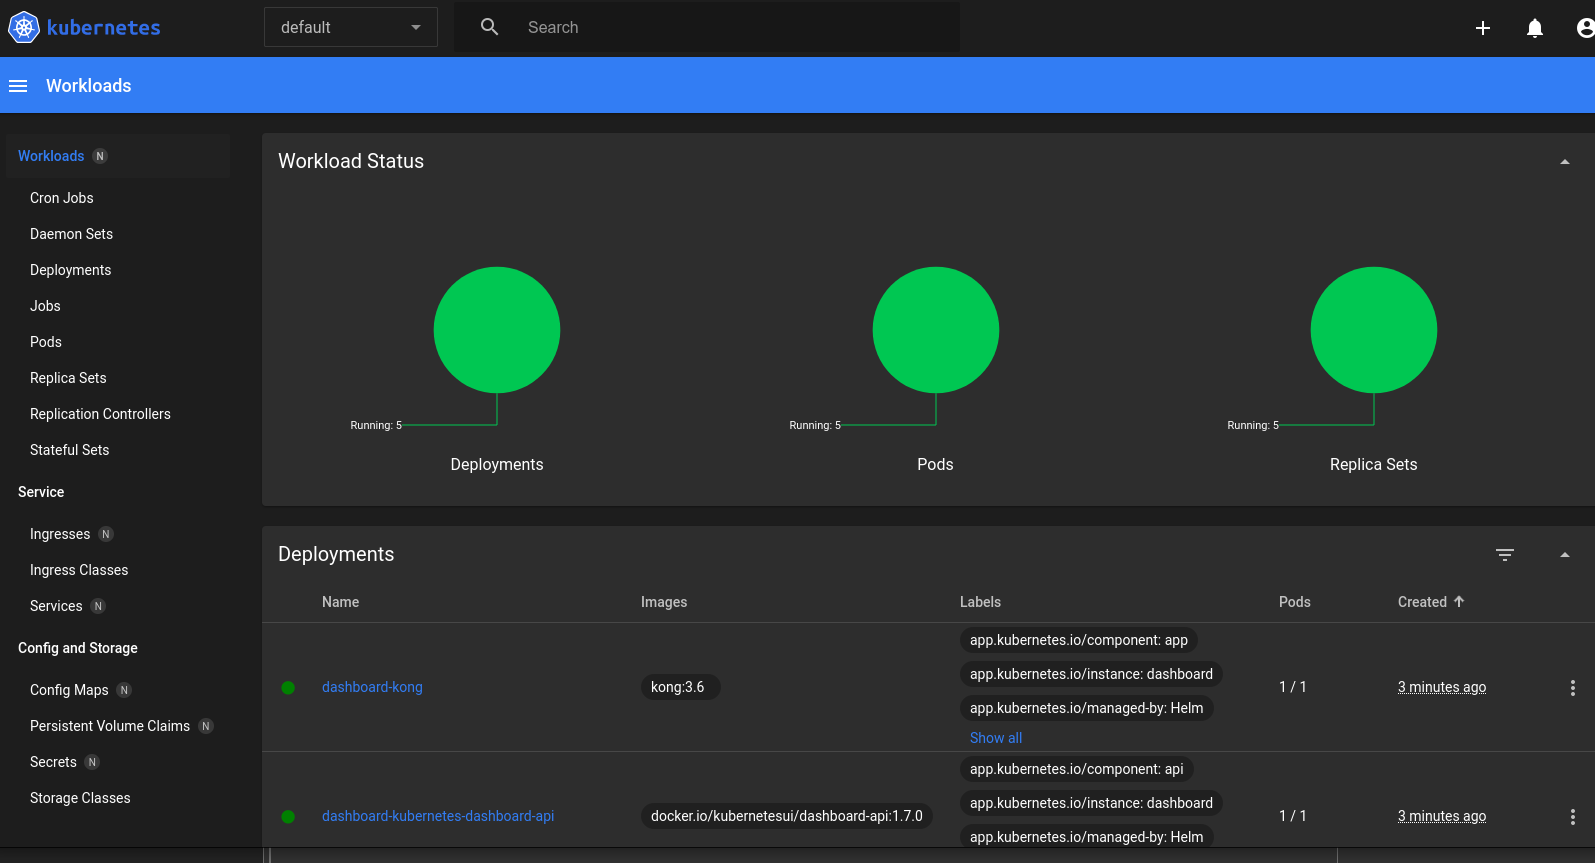 kubernetes
default
Search
Workloads
Workloads N
Cron Jobs
Daemon Sets
Deployments
Jobs
Pods
Replica Sets
Replication Controllers
Stateful Sets
Service
Ingresses N
Ingress Classes
Services N
Config and Storage
Config Maps N
Persistent Volume Claims N
Secrets N
Storage Classes
Workload Status
Running: 5
Deployments
Running: 5
Pods
Running: 5
Replica Sets
Deployments
Name Images Labels Pods Created
dashboard-kong
kong:3.6
app.kubernetes.io/component: app
app.kubernetes.io/instance: dashboard
app.kubernetes.io/managed-by: Helm
Show all
1 / 1
3 minutes ago
dashboard-kubernetes-dashboard-api
docker.io/kubernetesui/dashboard-api:1.7.0
app.kubernetes.io/component: api
app.kubernetes.io/instance: dashboard
app.kubernetes.io/managed-by: Helm
1 / 1
3 minutes ago